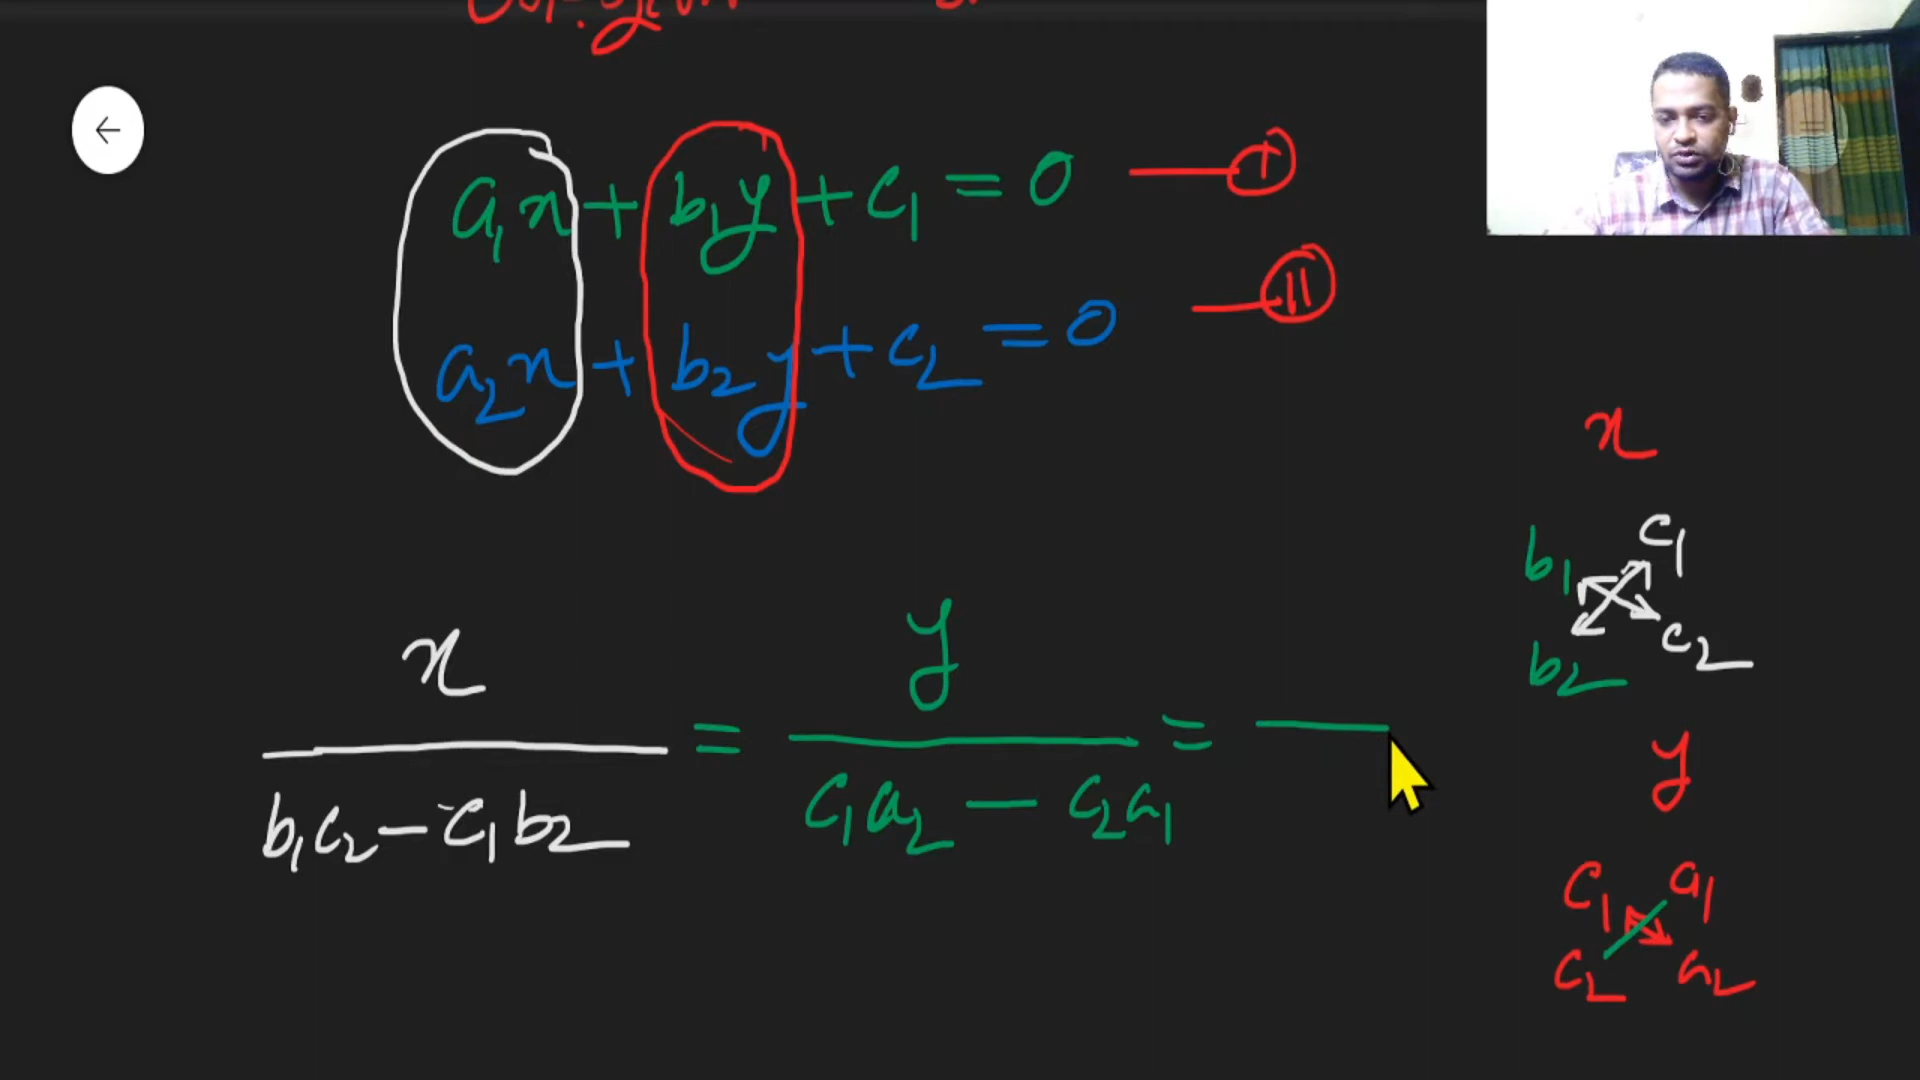 a₁x + b₁y + c₁ = 0 — I
a₂x + b₂y + c₂ = 0 — II
x
b₁ c₁
b₂ c₂
x / (b₁c₂ − c₁b₂) = y / (c₁a₂ − c₂a₁) =
y
c₁ a₁
c₂ a₂